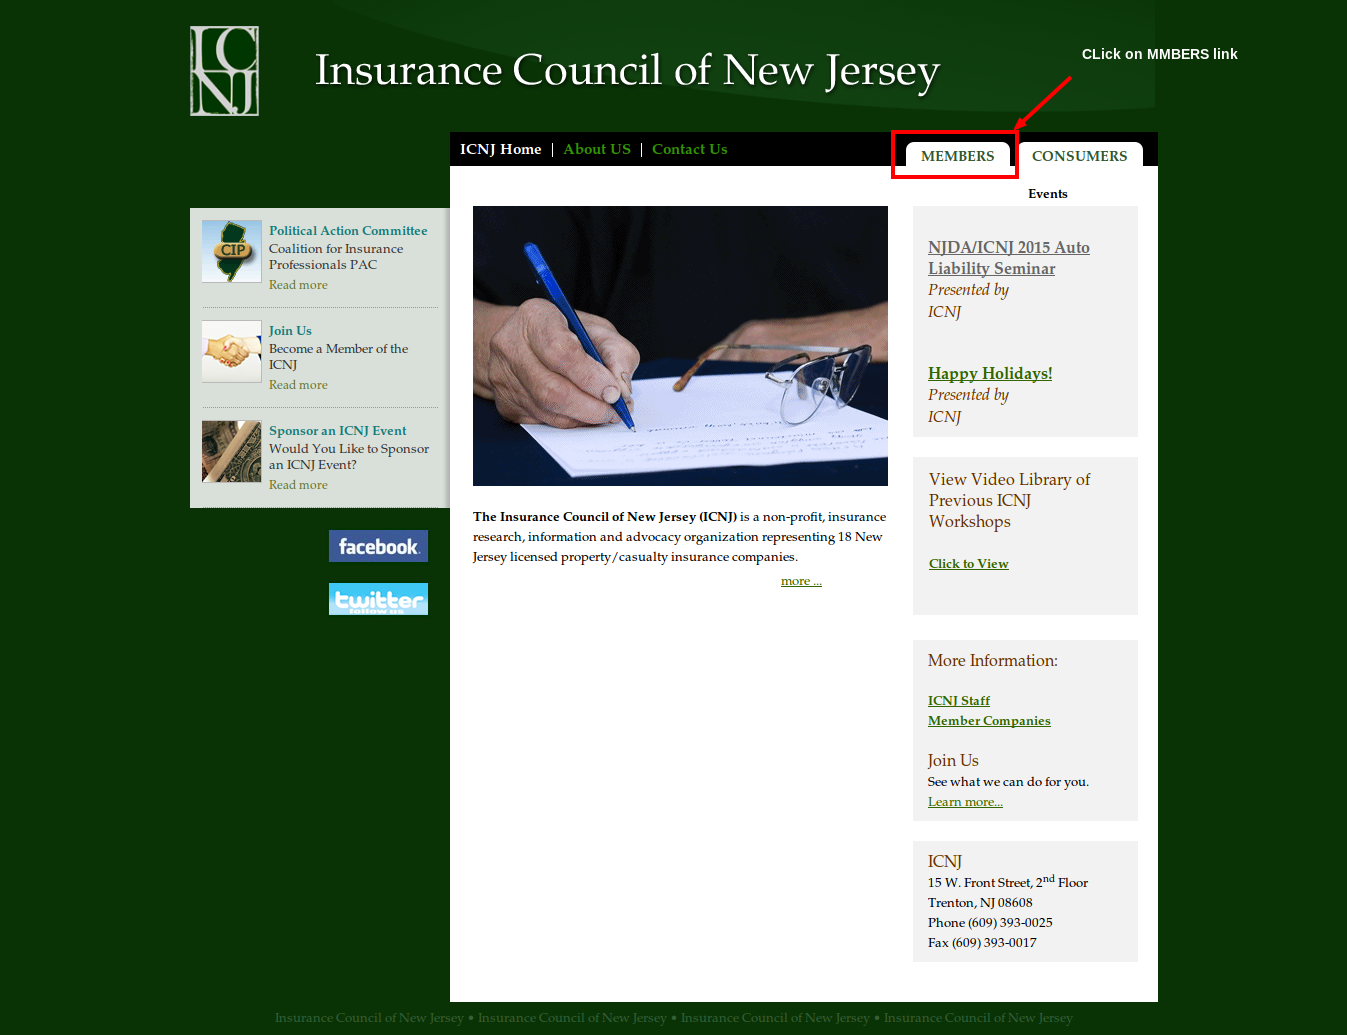 IC
NJ
Insurance Council of New Jersey
CLick on MMBERS link
ICNJ Home | About US | Contact Us
MEMBERS
CONSUMERS
Political Action Committee
Coalition for Insurance
Professionals PAC
Read more
CIP
Join Us
Become a Member of the
ICNJ
Read more
Sponsor an ICNJ Event
Would You Like to Sponsor
an ICNJ Event?
Read more
facebook.
twitter
follow us
The Insurance Council of New Jersey (ICNJ) is a non-profit, insurance
research, information and advocacy organization representing 18 New
Jersey licensed property/casualty insurance companies.
more ...
Events
NJDA/ICNJ 2015 Auto
Liability Seminar
Presented by
ICNJ
Happy Holidays!
Presented by
ICNJ
View Video Library of
Previous ICNJ
Workshops
Click to View
More Information:
ICNJ Staff
Member Companies
Join Us
See what we can do for you.
Learn more...
ICNJ
15 W. Front Street, 2nd Floor
Trenton, NJ 08608
Phone (609) 393-0025
Fax (609) 393-0017
Insurance Council of New Jersey • Insurance Council of New Jersey • Insurance Council of New Jersey • Insurance Council of New Jersey